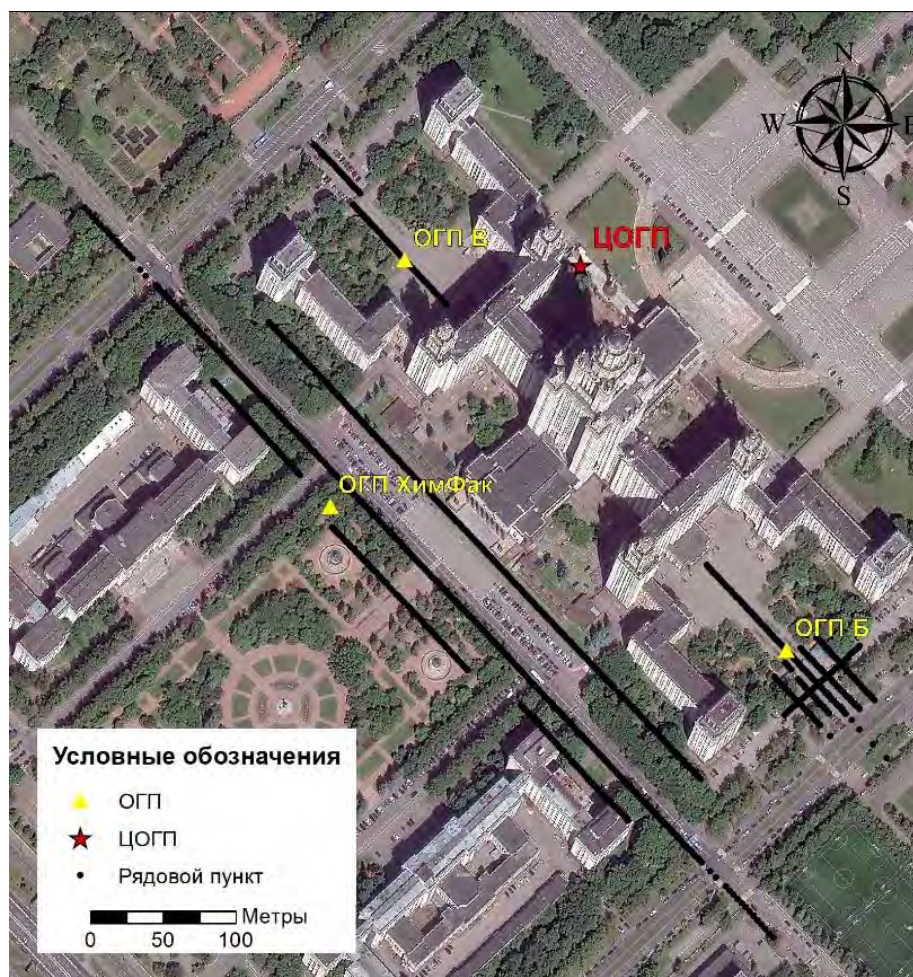 N
W
E
S
ОГП В
ЦОГП
ОГП ХимФак
ОГП Б
Условные обозначения
ОГП
ЦОГП
Рядовой пункт
Метры
0 50 100